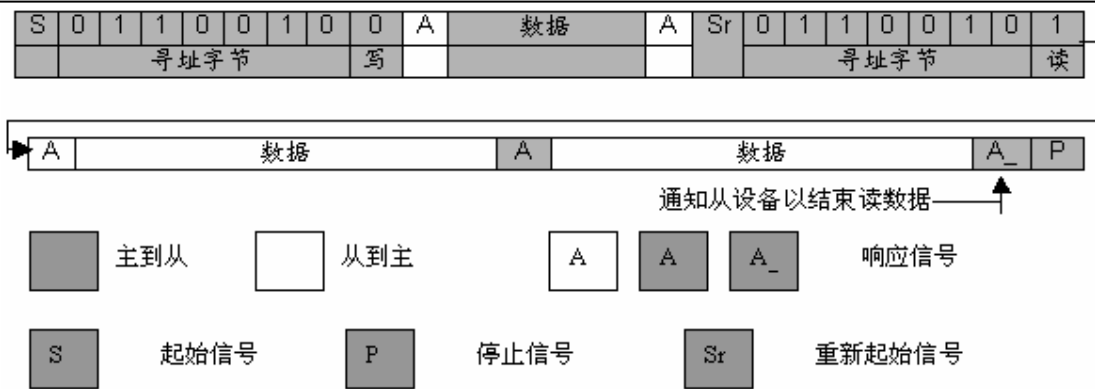 S 0 1 1 0 0 1 0 0 A 数据 A Sr 0 1 1 0 0 1 0 1
寻址字节 写 寻址字节 读
A 数据 A 数据 A_ P
通知从设备以结束读数据
主到从 从到主 A A A_ 响应信号
S 起始信号 P 停止信号 Sr 重新起始信号